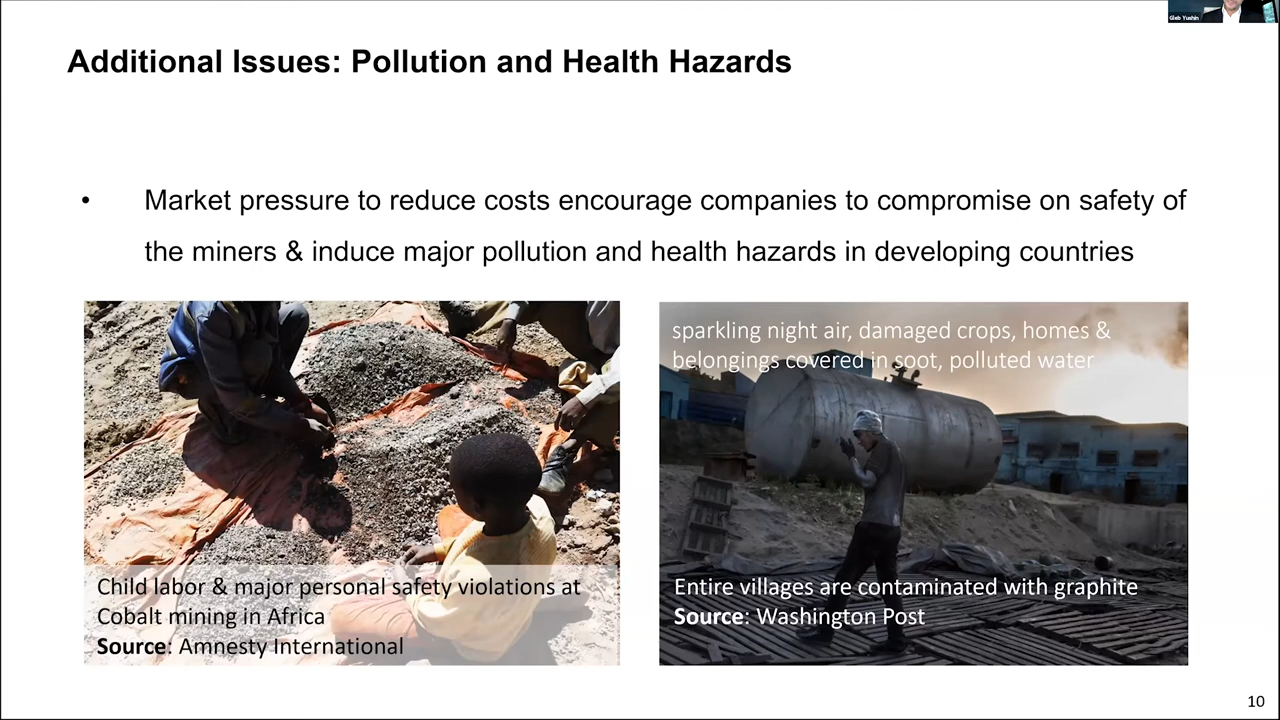 Gleb Yushin
Additional Issues: Pollution and Health Hazards
• Market pressure to reduce costs encourage companies to compromise on safety of
the miners & induce major pollution and health hazards in developing countries
sparkling night air, damaged crops, homes &
belongings covered in soot, polluted water
Child labor & major personal safety violations at
Cobalt mining in Africa
Source: Amnesty International
Entire villages are contaminated with graphite
Source: Washington Post
10